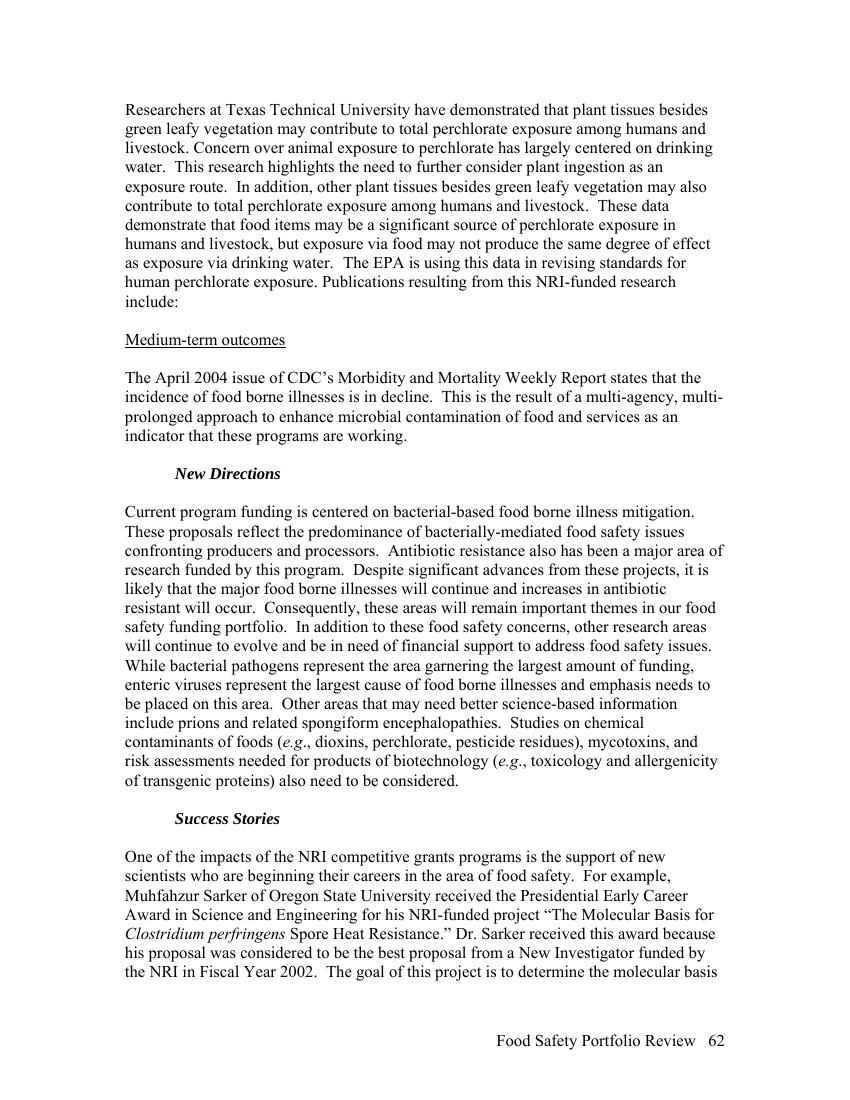 Researchers at Texas Technical University have demonstrated that plant tissues besides
green leafy vegetation may contribute to total perchlorate exposure among humans and
livestock. Concern over animal exposure to perchlorate has largely centered on drinking
water.  This research highlights the need to further consider plant ingestion as an
exposure route.  In addition, other plant tissues besides green leafy vegetation may also
contribute to total perchlorate exposure among humans and livestock.  These data
demonstrate that food items may be a significant source of perchlorate exposure in
humans and livestock, but exposure via food may not produce the same degree of effect
as exposure via drinking water.  The EPA is using this data in revising standards for
human perchlorate exposure. Publications resulting from this NRI-funded research
include:
Medium-term outcomes
The April 2004 issue of CDC’s Morbidity and Mortality Weekly Report states that the
incidence of food borne illnesses is in decline.  This is the result of a multi-agency, multi-
prolonged approach to enhance microbial contamination of food and services as an
indicator that these programs are working.
New Directions
Current program funding is centered on bacterial-based food borne illness mitigation.
These proposals reflect the predominance of bacterially-mediated food safety issues
confronting producers and processors.  Antibiotic resistance also has been a major area of
research funded by this program.  Despite significant advances from these projects, it is
likely that the major food borne illnesses will continue and increases in antibiotic
resistant will occur.  Consequently, these areas will remain important themes in our food
safety funding portfolio.  In addition to these food safety concerns, other research areas
will continue to evolve and be in need of financial support to address food safety issues.
While bacterial pathogens represent the area garnering the largest amount of funding,
enteric viruses represent the largest cause of food borne illnesses and emphasis needs to
be placed on this area.  Other areas that may need better science-based information
include prions and related spongiform encephalopathies.  Studies on chemical
contaminants of foods (e.g., dioxins, perchlorate, pesticide residues), mycotoxins, and
risk assessments needed for products of biotechnology (e.g., toxicology and allergenicity
of transgenic proteins) also need to be considered.
Success Stories
One of the impacts of the NRI competitive grants programs is the support of new
scientists who are beginning their careers in the area of food safety.  For example,
Muhfahzur Sarker of Oregon State University received the Presidential Early Career
Award in Science and Engineering for his NRI-funded project “The Molecular Basis for
Clostridium perfringens Spore Heat Resistance.” Dr. Sarker received this award because
his proposal was considered to be the best proposal from a New Investigator funded by
the NRI in Fiscal Year 2002.  The goal of this project is to determine the molecular basis
Food Safety Portfolio Review   62